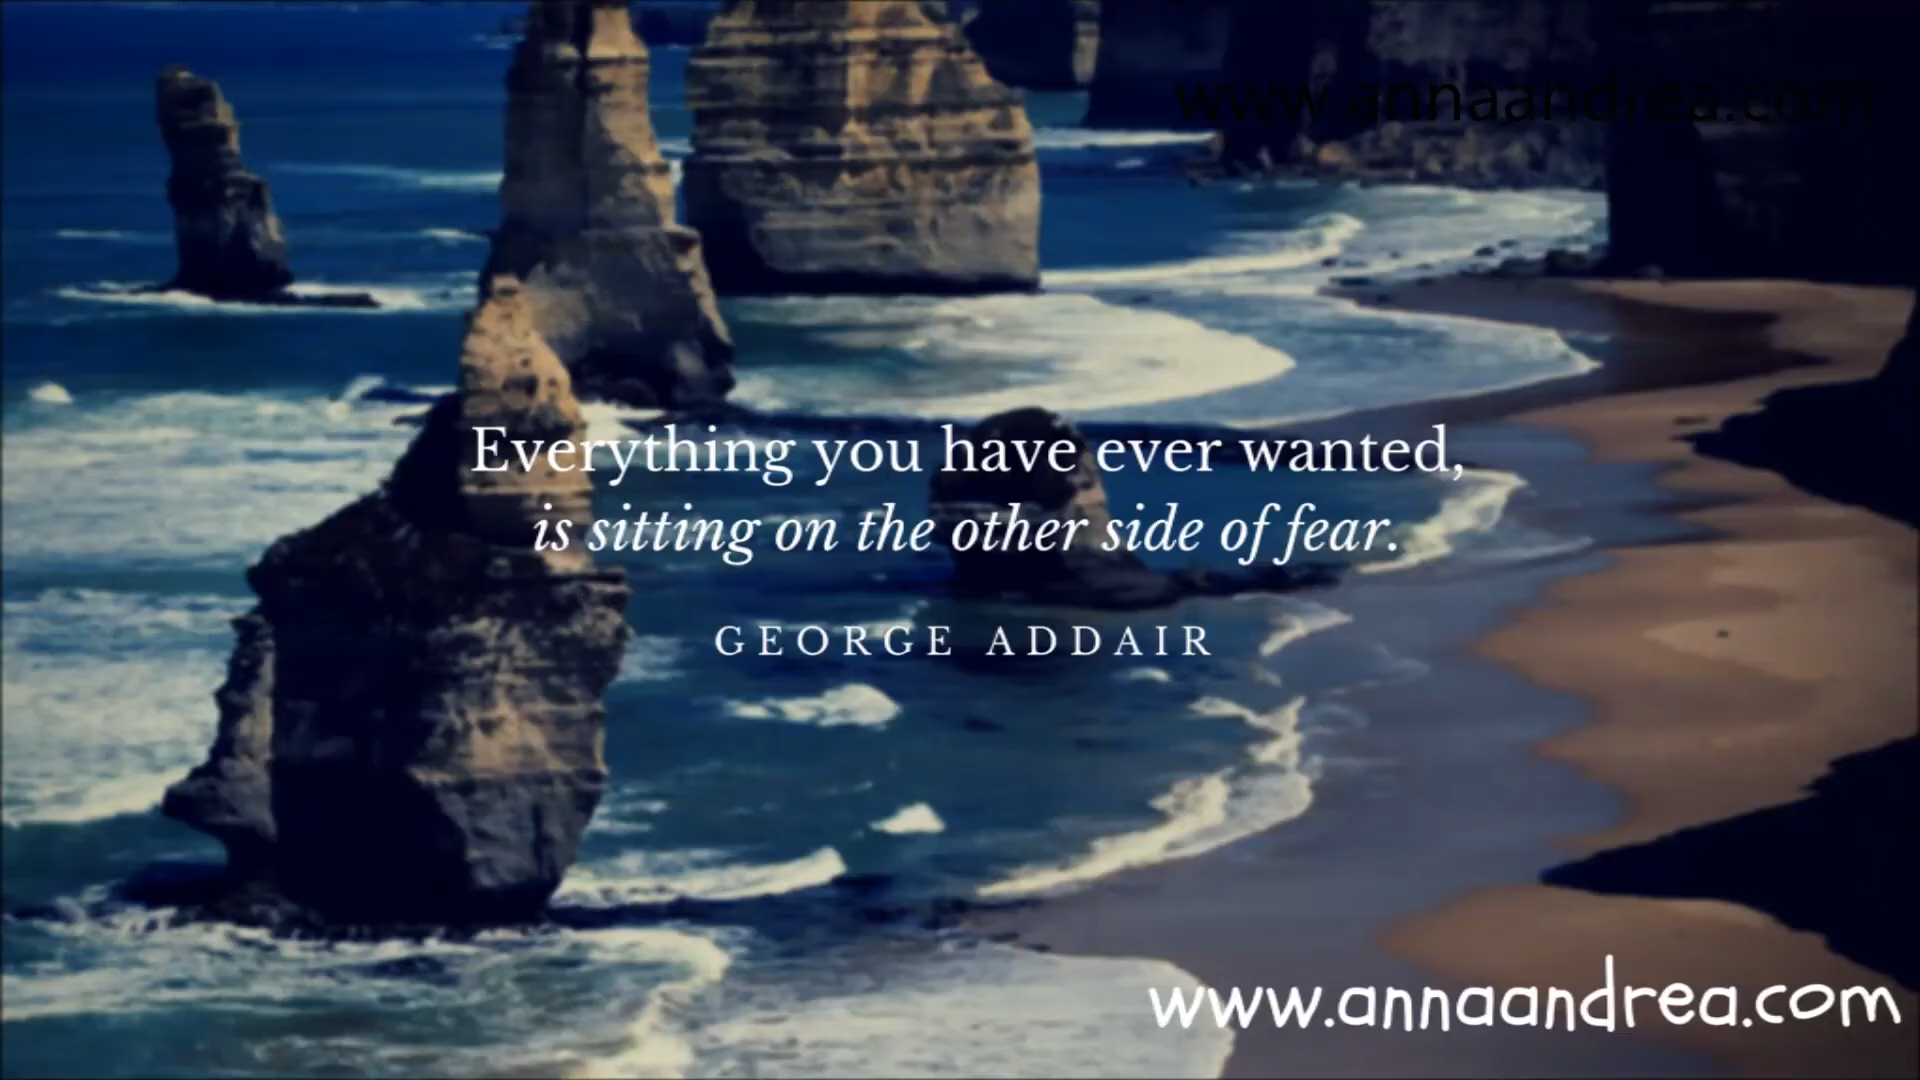 www.annaandrea.com
Everything you have ever wanted,
is sitting on the other side of fear.
GEORGE ADDAIR
www.annaandrea.com